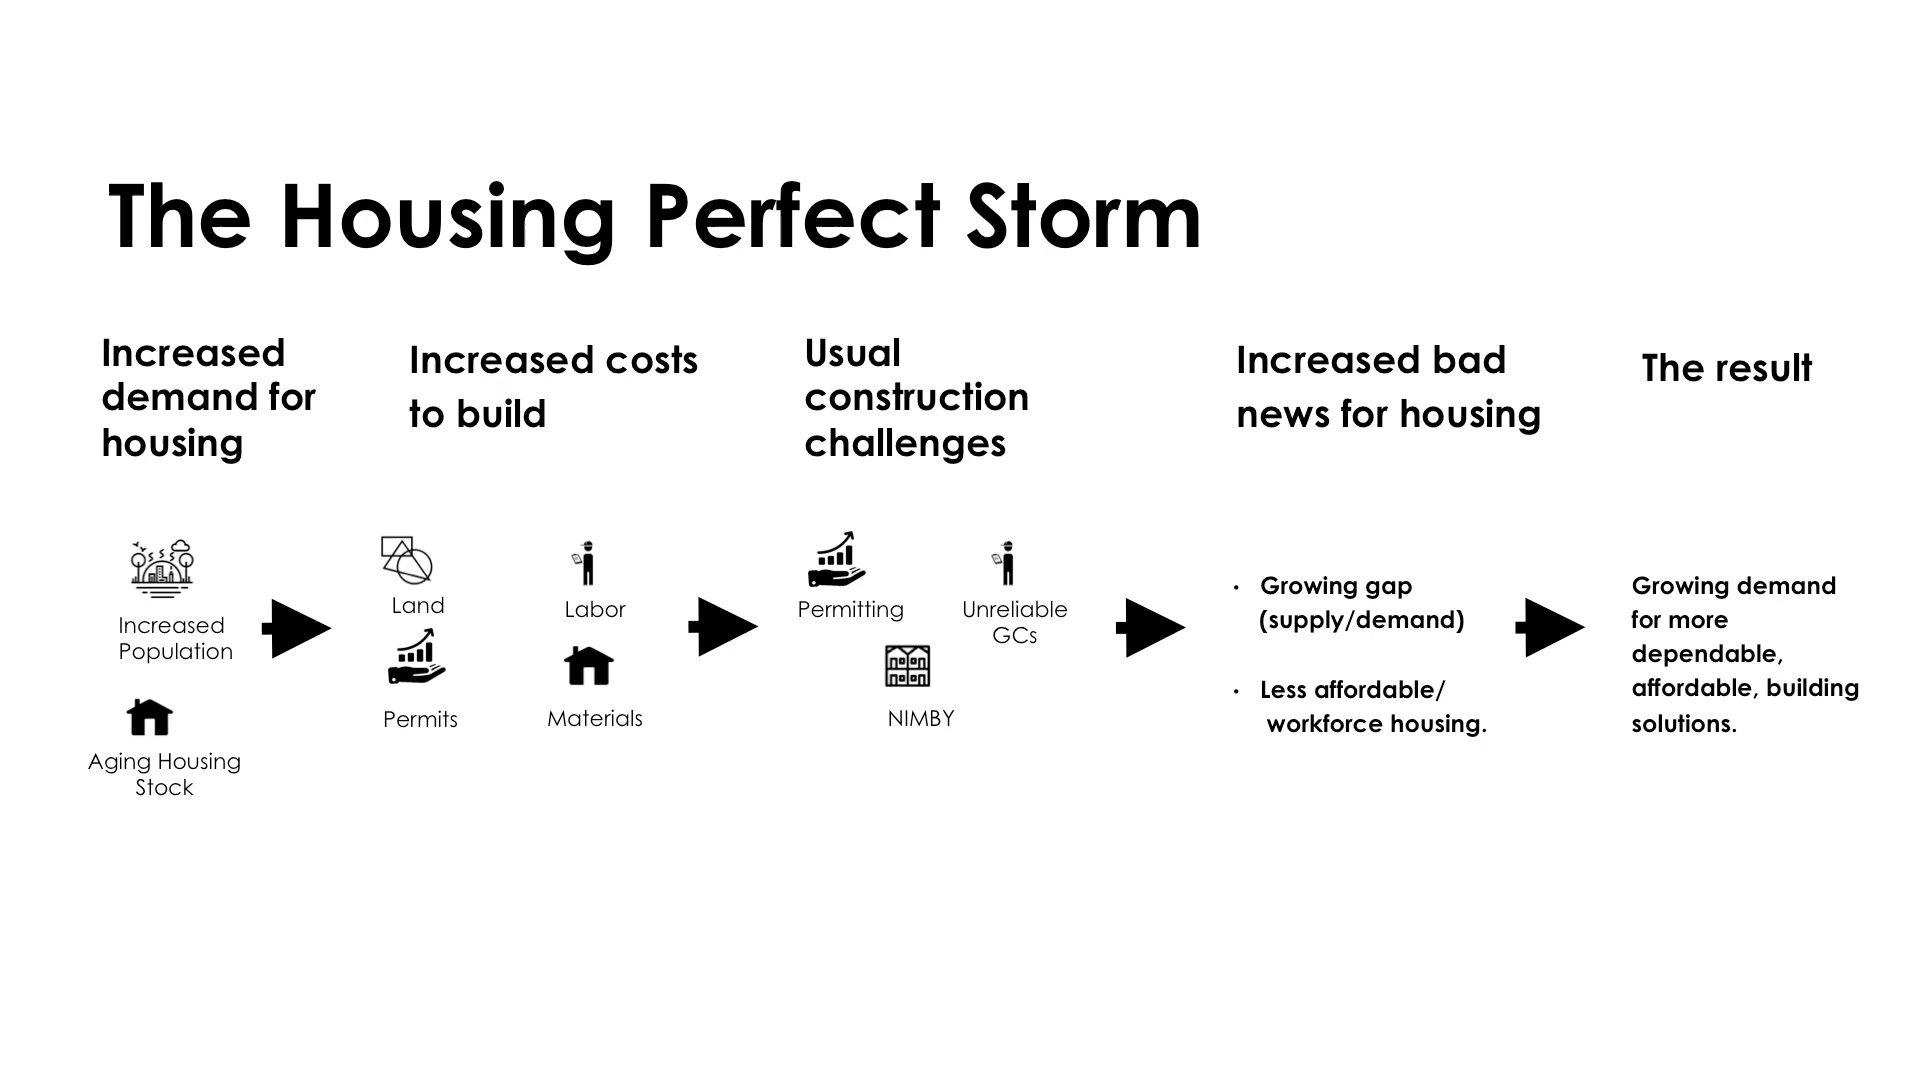 The Housing Perfect Storm
Increased
demand for
housing
Increased costs
to build
Usual
construction
challenges
Increased bad
news for housing
The result
Increased
Population
Aging Housing
Stock
Land
Labor
Permits
Materials
Permitting
Unreliable
GCs
NIMBY
• Growing gap
(supply/demand)
• Less affordable/
workforce housing.
Growing demand
for more
dependable,
affordable, building
solutions.